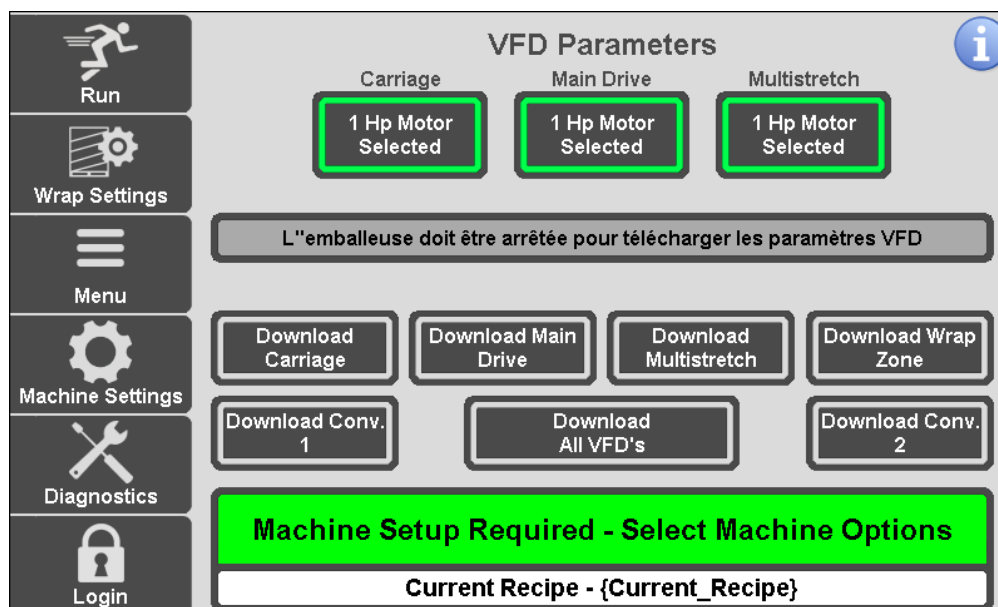 Run
Wrap Settings
Menu
Machine Settings
Diagnostics
Login
VFD Parameters
i
Carriage
Main Drive
Multistretch
1 Hp Motor
Selected
1 Hp Motor
Selected
1 Hp Motor
Selected
L"emballeuse doit être arrêtée pour télécharger les paramètres VFD
Download
Carriage
Download Main
Drive
Download
Multistretch
Download Wrap
Zone
Download Conv.
1
Download
All VFD's
Download Conv.
2
Machine Setup Required - Select Machine Options
Current Recipe - {Current_Recipe}